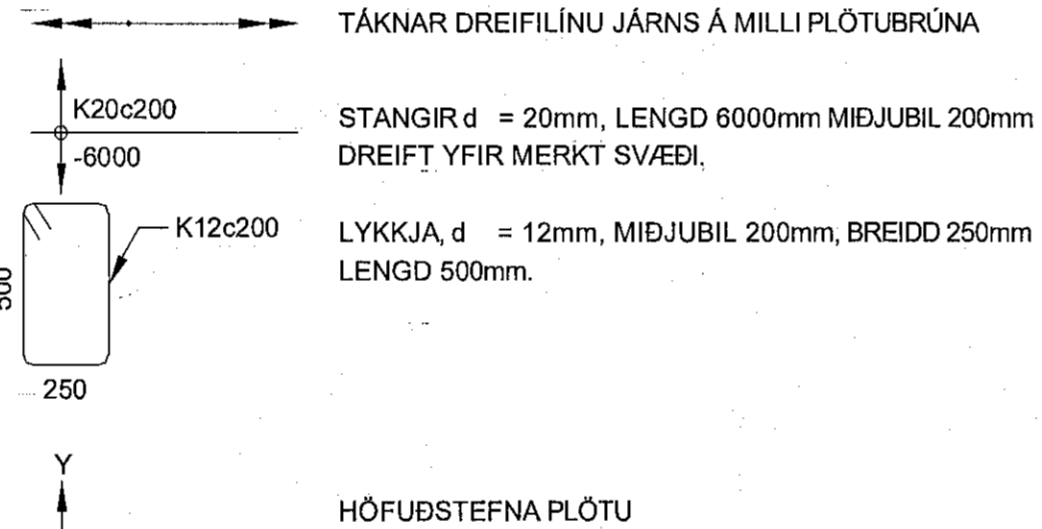 TÁKNAR DREIFILÍNU JÁRNS Á MILLI PLÖTUBRÚNA
K20c200
-6000
STANGIR d = 20mm, LENGD 6000mm MIÐJUBIL 200mm
DREIFT YFIR MERKT SVÆÐI.
K12c200
500
250
LYKKJA, d = 12mm, MIÐJUBIL 200mm, BREIDD 250mm
LENGD 500mm.
Y
HÖFUÐSTEFNA PLÖTU